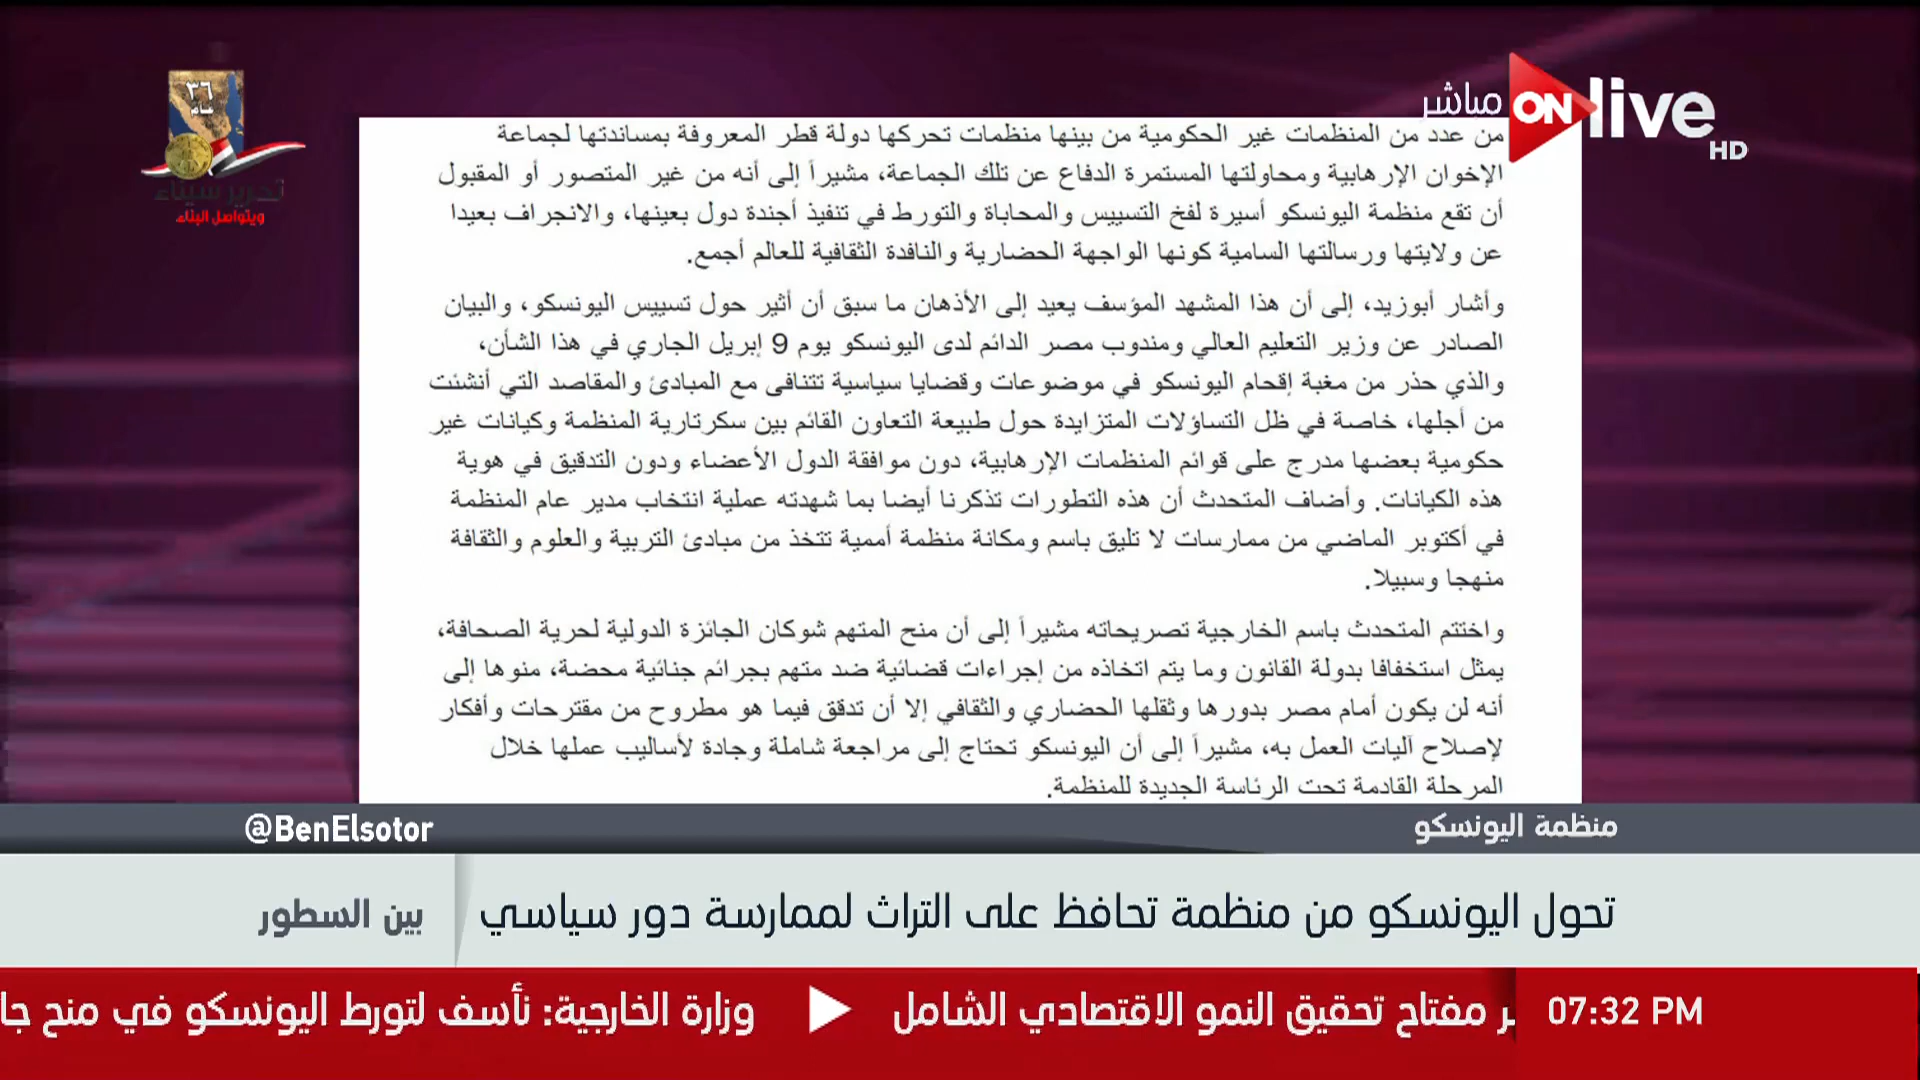 ٣٦
عاماً
تحرير سيناء
ويتواصل البناء
مباشر
ON live
HD
من عدد من المنظمات غير الحكومية من بينها منظمات تحركها دولة قطر المعروفة بمساندتها لجماعة
الإخوان الإرهابية ومحاولتها المستمرة الدفاع عن تلك الجماعة، مشيراً إلى أنه من غير المتصور أو المقبول
أن تقع منظمة اليونسكو أسيرة لفخ التسييس والمحاباة والتورط في تنفيذ أجندة دول بعينها، والانجراف بعيدا
عن ولايتها ورسالتها السامية كونها الواجهة الحضارية والنافدة الثقافية للعالم أجمع.
وأشار أبوزيد، إلى أن هذا المشهد المؤسف يعيد إلى الأذهان ما سبق أن أثير حول تسييس اليونسكو، والبيان
الصادر عن وزير التعليم العالي ومندوب مصر الدائم لدى اليونسكو يوم 9 إبريل الجاري في هذا الشأن،
والذي حذر من مغبة إقحام اليونسكو في موضوعات وقضايا سياسية تتنافى مع المبادئ والمقاصد التي أنشئت
من أجلها، خاصة في ظل التساؤلات المتزايدة حول طبيعة التعاون القائم بين سكرتارية المنظمة وكيانات غير
حكومية بعضها مدرج على قوائم المنظمات الإرهابية، دون موافقة الدول الأعضاء ودون التدقيق في هوية
هذه الكيانات. وأضاف المتحدث أن هذه التطورات تذكرنا أيضا بما شهدته عملية انتخاب مدير عام المنظمة
في أكتوبر الماضي من ممارسات لا تليق باسم ومكانة منظمة أممية تتخذ من مبادئ التربية والعلوم والثقافة
منهجا وسبيلا.
واختتم المتحدث باسم الخارجية تصريحاته مشيراً إلى أن منح المتهم شوكان الجائزة الدولية لحرية الصحافة،
يمثل استخفافا بدولة القانون وما يتم اتخاذه من إجراءات قضائية ضد متهم بجرائم جنائية محضة، منوها إلى
أنه لن يكون أمام مصر بدورها وثقلها الحضاري والثقافي إلا أن تدقق فيما هو مطروح من مقترحات وأفكار
لإصلاح آليات العمل به، مشيراً إلى أن اليونسكو تحتاج إلى مراجعة شاملة وجادة لأساليب عملها خلال
المرحلة القادمة تحت الرئاسة الجديدة للمنظمة.
منظمة اليونسكو
@BenElsotor
تحول اليونسكو من منظمة تحافظ على التراث لممارسة دور سياسي
بين السطور
07:32 PM
ر مفتاح تحقيق النمو الاقتصادي الشامل
وزارة الخارجية: نأسف لتورط اليونسكو في منح جا